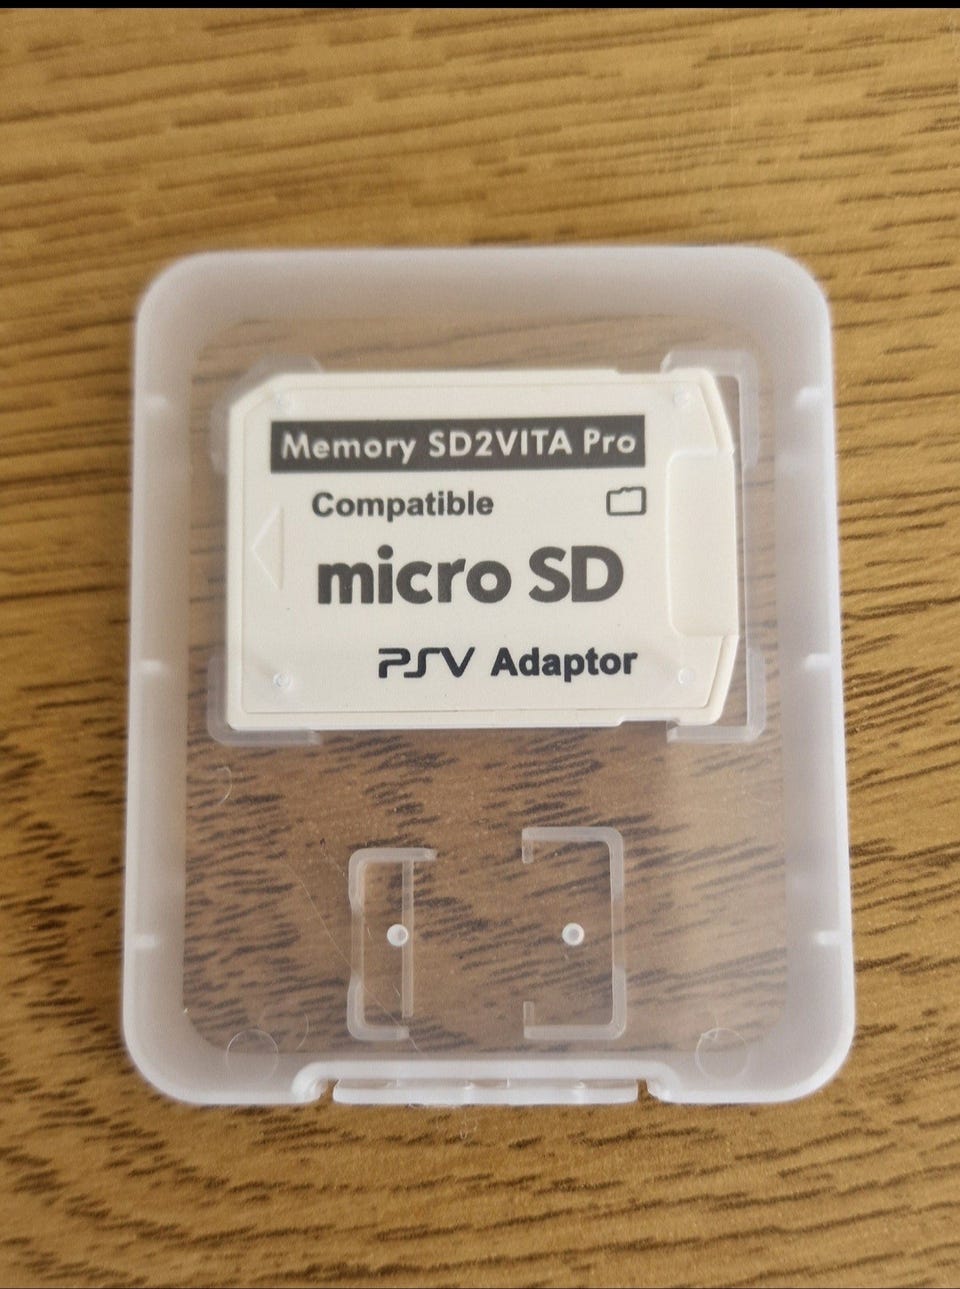 Memory SD2VITA Pro
Compatible
micro SD
PSV Adaptor